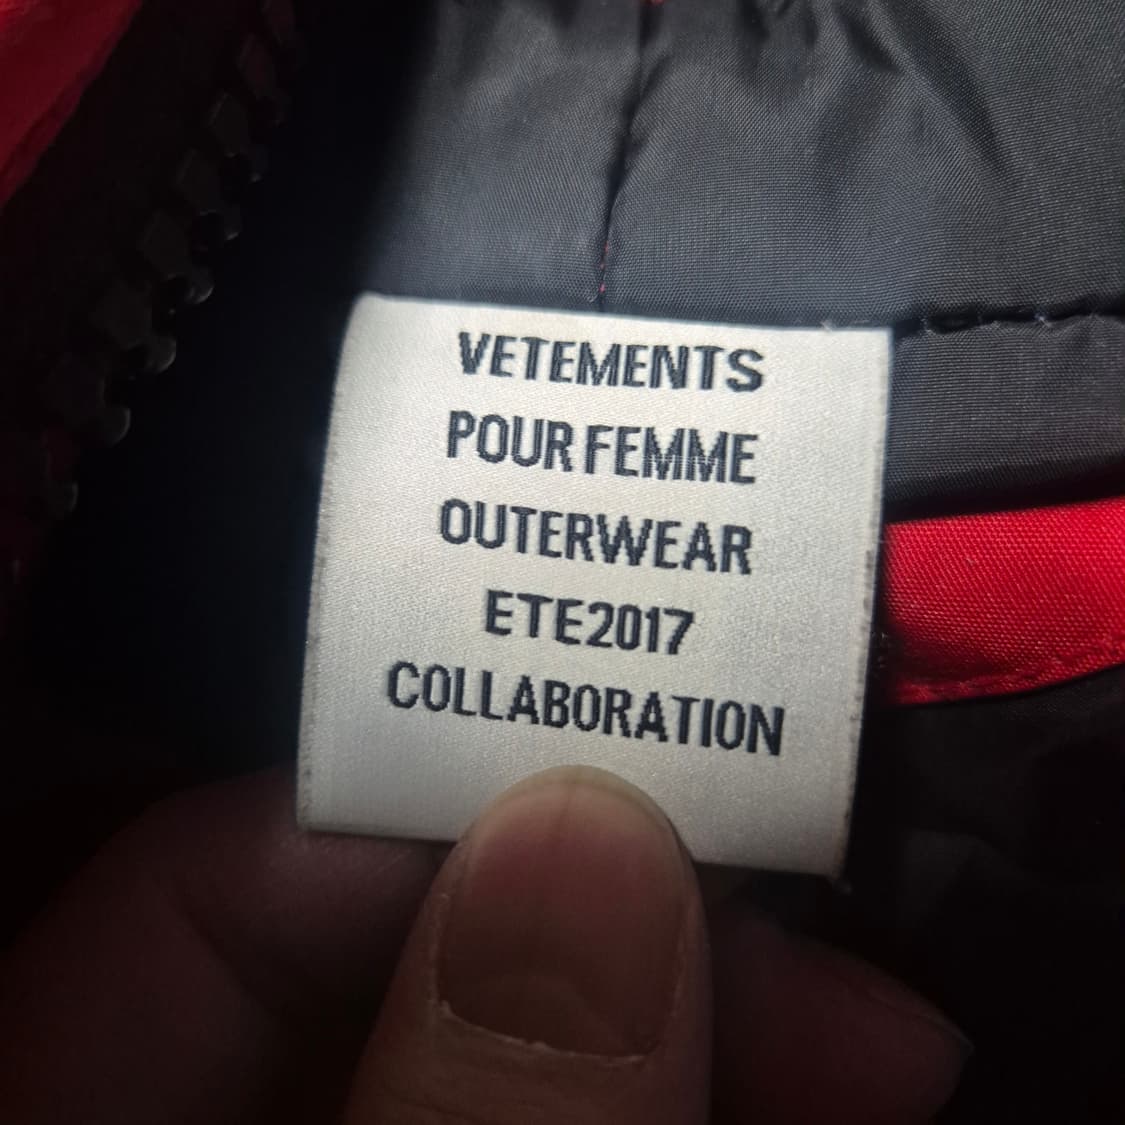 VETEMENTS
POUR FEMME
OUTERWEAR
ETE2017
COLLABORATION